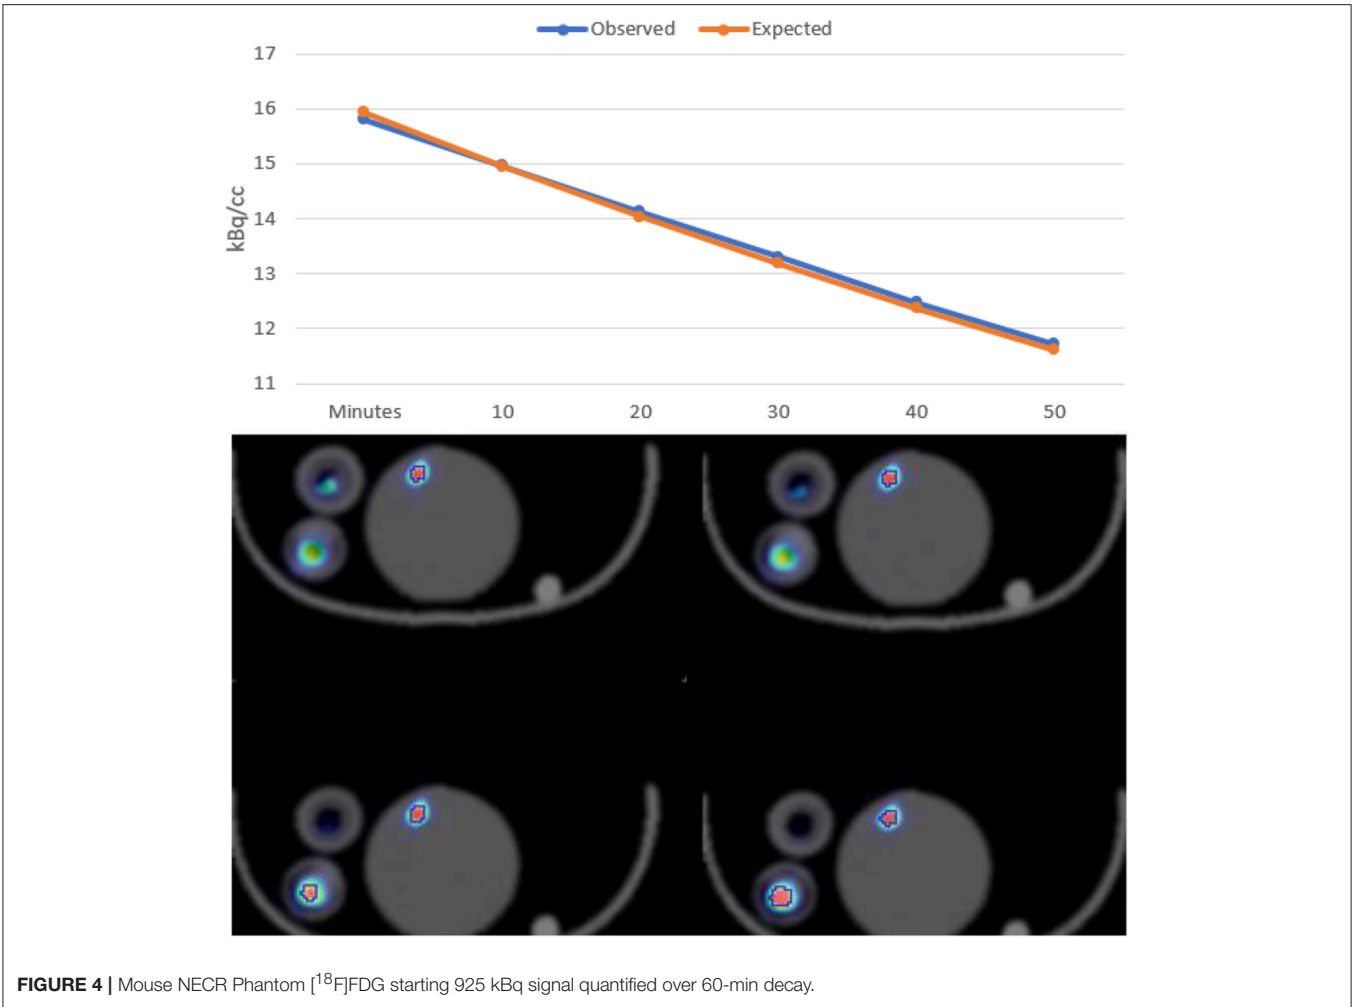 Observed Expected
17
16
15
14
13
12
11
kBq/cc
Minutes 10 20 30 40 50
FIGURE 4 | Mouse NECR Phantom [¹⁸F]FDG starting 925 kBq signal quantified over 60-min decay.